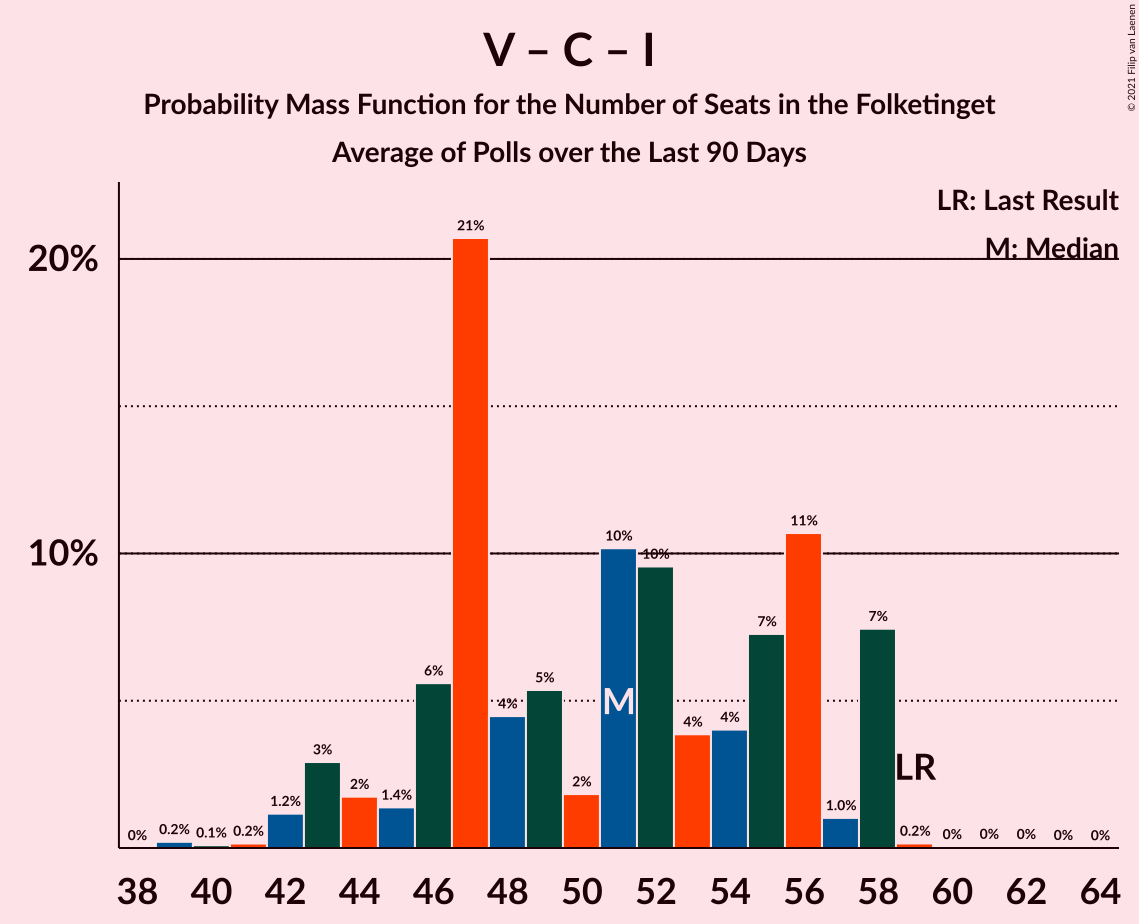 © 2021 Filip van Laenen
V – C – I
Probability Mass Function for the Number of Seats in the Folketinget
Average of Polls over the Last 90 Days
LR: Last Result
M: Median
20%
10%
0% 0.2% 0.1% 0.2% 1.2% 3% 2% 1.4% 6% 21% 4% 5% 2% 10% 10% 4% 4% 7% 11% 1.0% 7% 0.2% 0% 0% 0% 0% 0%
M
LR
38 40 42 44 46 48 50 52 54 56 58 60 62 64